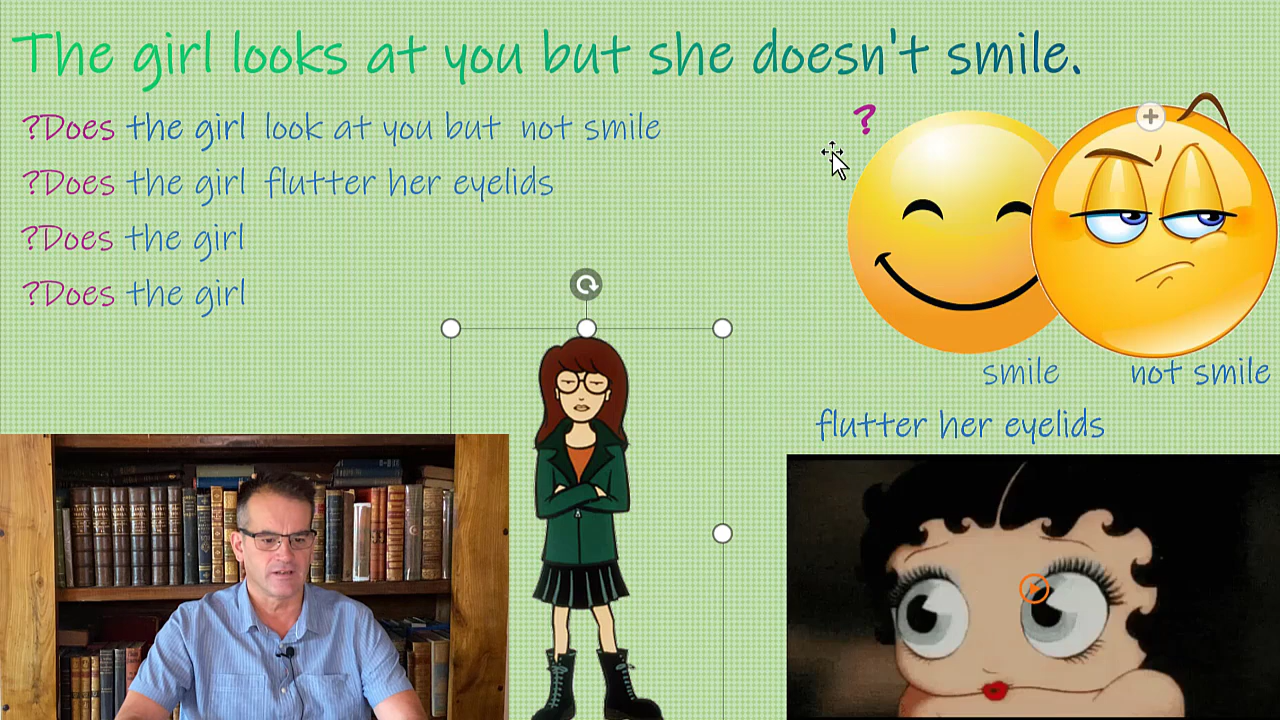 The girl looks at you but she doesn't smile.
?Does the girl look at you but not smile
?Does the girl flutter her eyelids
?Does the girl
?Does the girl
?
smile
not smile
flutter her eyelids